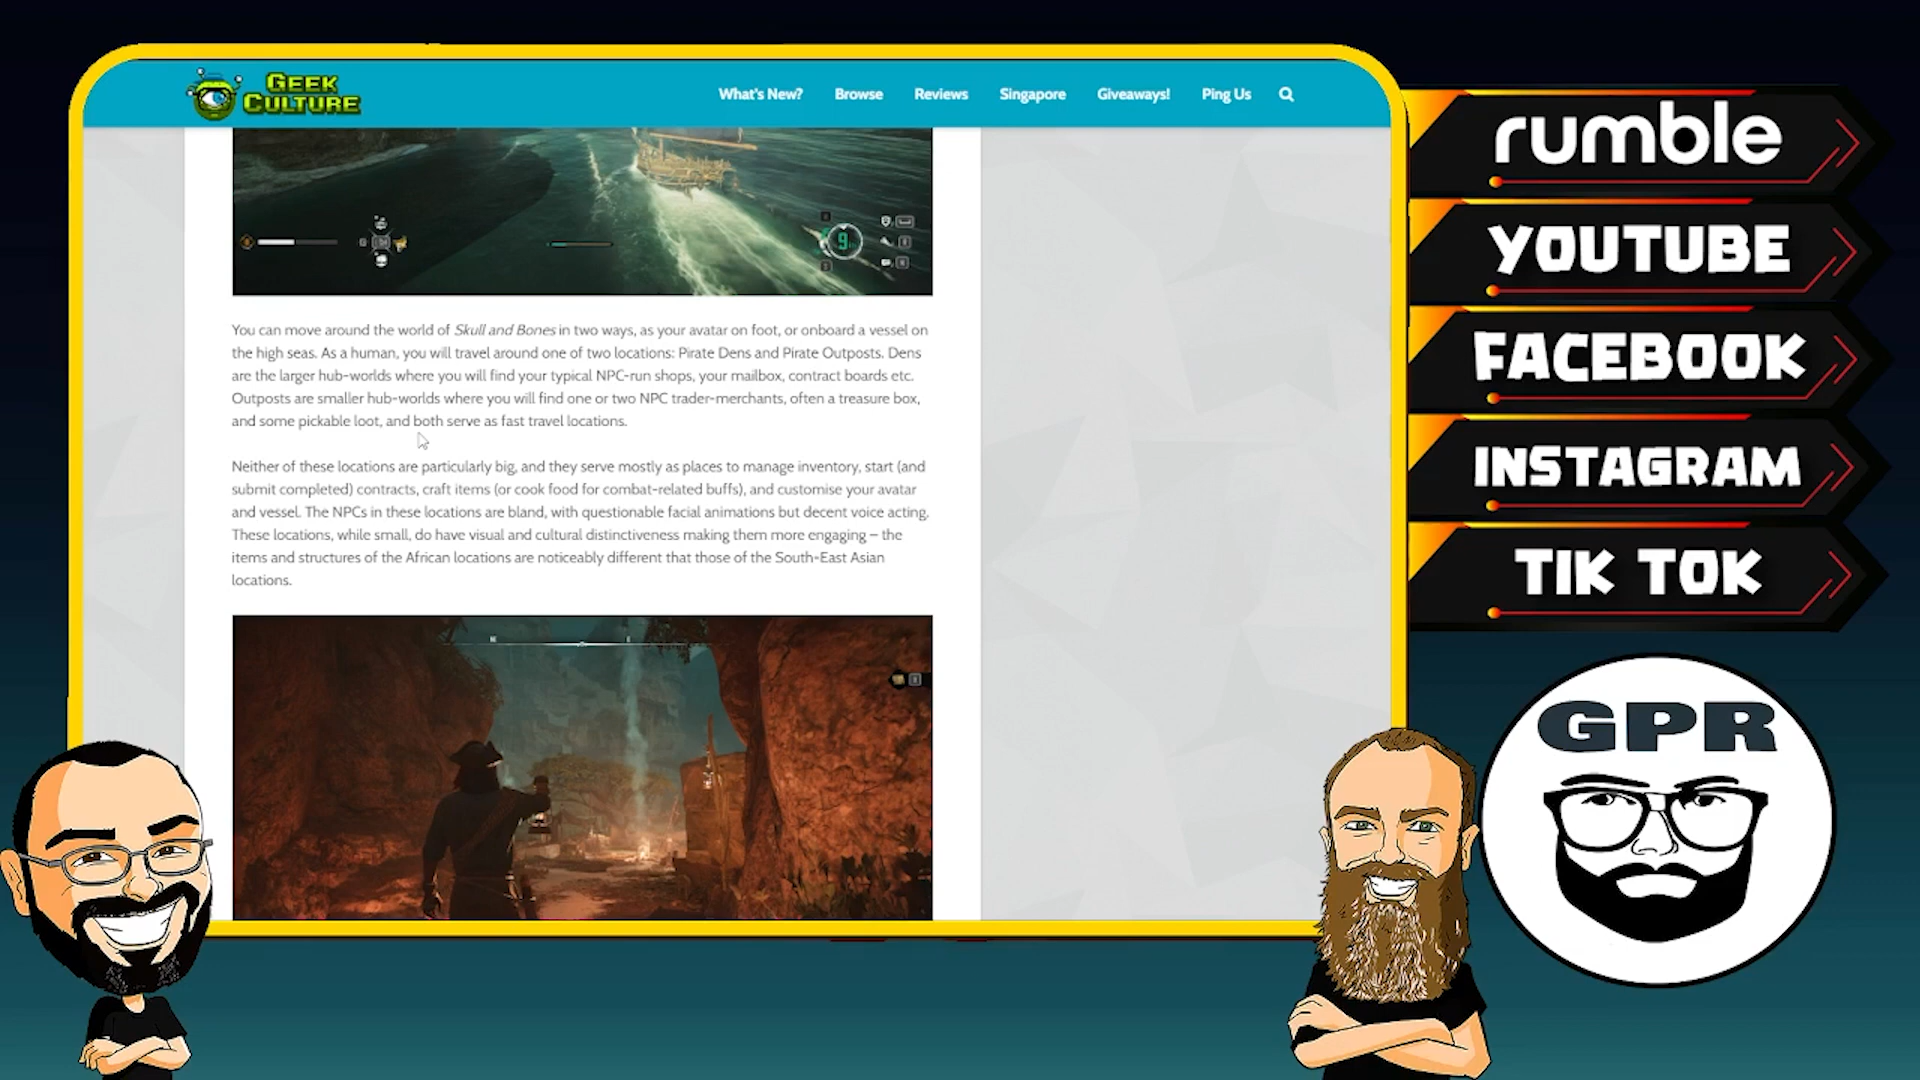 GEEK
CULTURE
What's New?
Browse
Reviews
Singapore
Giveaways!
Ping Us
9
You can move around the world of Skull and Bones in two ways, as your avatar on foot, or onboard a vessel on
the high seas. As a human, you will travel around one of two locations: Pirate Dens and Pirate Outposts. Dens
are the larger hub-worlds where you will find your typical NPC-run shops, your mailbox, contract boards etc.
Outposts are smaller hub-worlds where you will find one or two NPC trader-merchants, often a treasure box,
and some pickable loot, and both serve as fast travel locations.
Neither of these locations are particularly big, and they serve mostly as places to manage inventory, start (and
submit completed) contracts, craft items (or cook food for combat-related buffs), and customise your avatar
and vessel. The NPCs in these locations are bland, with questionable facial animations but decent voice acting.
These locations, while small, do have visual and cultural distinctiveness making them more engaging – the
items and structures of the African locations are noticeably different that those of the South-East Asian
locations.
rumble
YOUTUBE
FACEBOOK
INSTAGRAM
TIK TOK
GPR